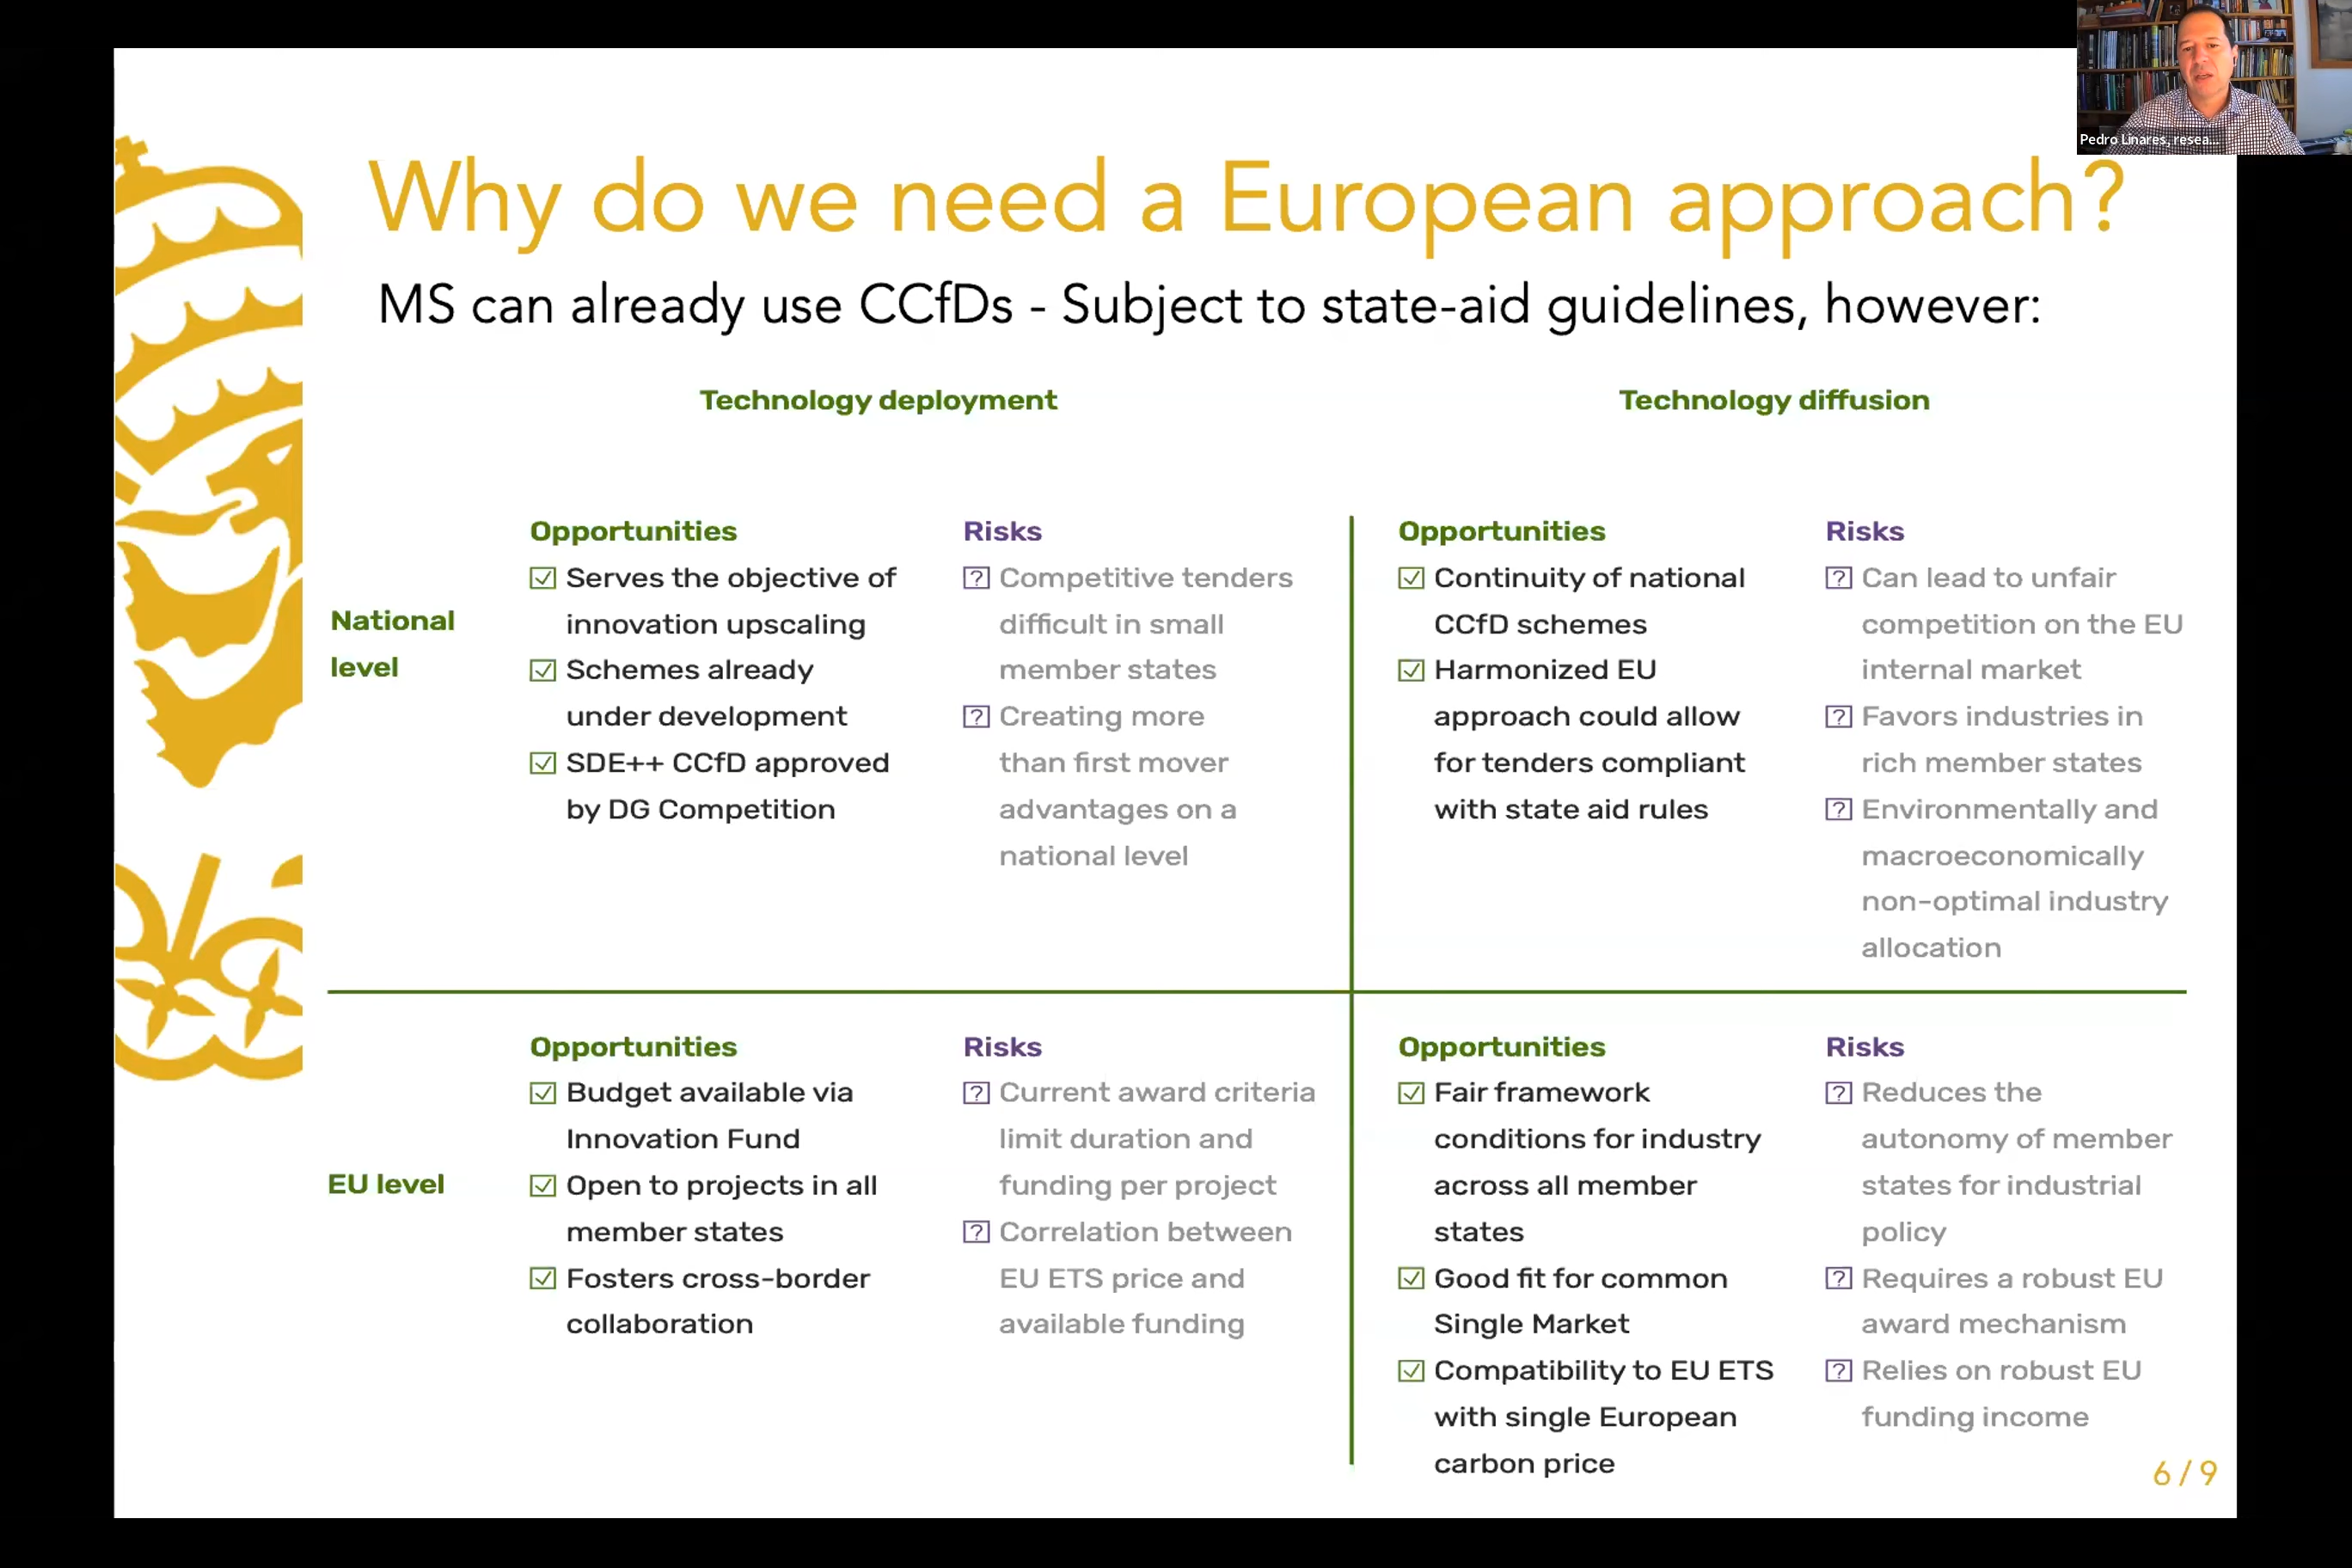 Pedro Linares, resea...
Why do we need a European approach?
MS can already use CCfDs - Subject to state-aid guidelines, however:
Technology deployment
Technology diffusion
National
level
Opportunities
Serves the objective of
innovation upscaling
Schemes already
under development
SDE++ CCfD approved
by DG Competition
Risks
Competitive tenders
difficult in small
member states
Creating more
than first mover
advantages on a
national level
Opportunities
Continuity of national
CCfD schemes
Harmonized EU
approach could allow
for tenders compliant
with state aid rules
Risks
Can lead to unfair
competition on the EU
internal market
Favors industries in
rich member states
Environmentally and
macroeconomically
non-optimal industry
allocation
EU level
Opportunities
Budget available via
Innovation Fund
Open to projects in all
member states
Fosters cross-border
collaboration
Risks
Current award criteria
limit duration and
funding per project
Correlation between
EU ETS price and
available funding
Opportunities
Fair framework
conditions for industry
across all member
states
Good fit for common
Single Market
Compatibility to EU ETS
with single European
carbon price
Risks
Reduces the
autonomy of member
states for industrial
policy
Requires a robust EU
award mechanism
Relies on robust EU
funding income
6 / 9